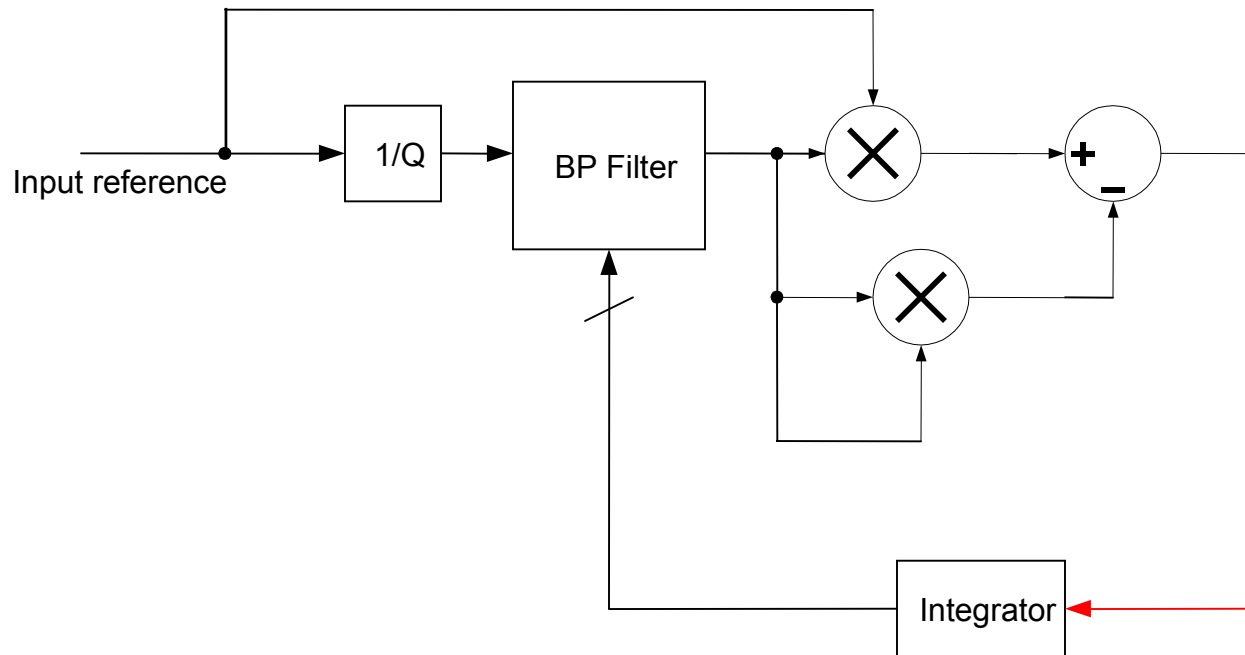 1/Q
BP Filter
Input reference
+
−
Integrator